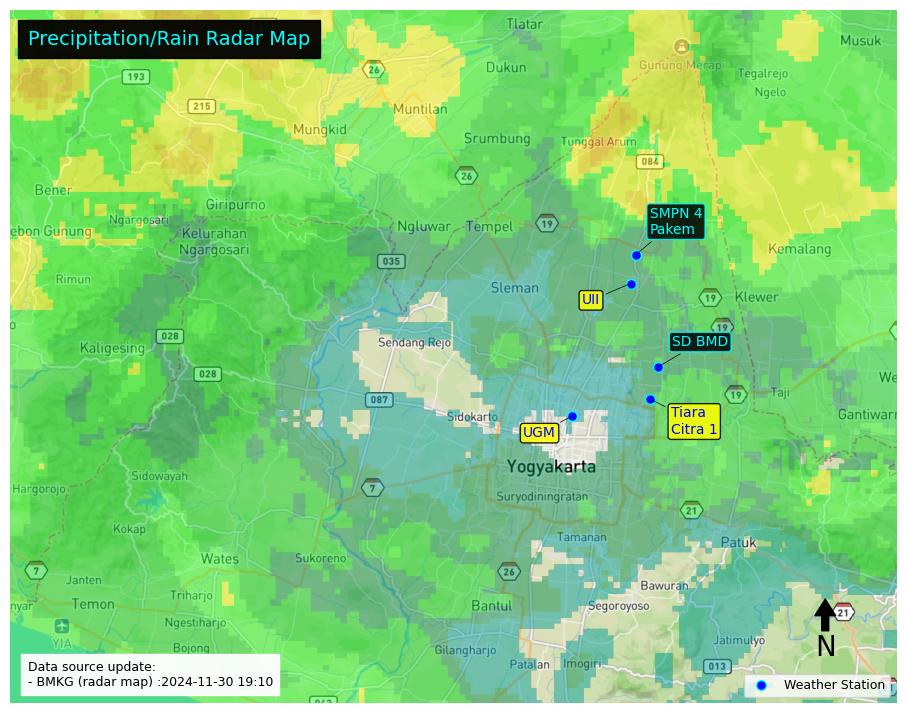 Precipitation/Rain Radar Map
Tlatar
Musuk
Gunung Merapi
26
Dukun
Tegalrejo
193
Ngelo
215
Muntilan
Mungkid
Srumbung
Tunggal Arum
084
26
Bener
Giripurno
SMPN 4
Pakem
Ngargosari
Ngluwar
Tempel
19
ebon Gunung
Kelurahan
Ngargosari
Kemalang
035
Rimun
Sleman
UII
19
Klewer
028
19
Kaligesing
Sendang Rejo
SD BMD
028
We
087
19
Taji
Sidokarto
Tiara
Citra 1
Gantiwar
UGM
Yogyakarta
Sidowayah
Hargorojo
7
Suryodiningratan
21
Kokap
Tamanan
Patuk
Wates
Sukoreno
7
26
Janten
Bawuran
Triharjo
nyar
Temon
Bantul
Segoroyoso
21
Ngestiharjo
YIA
N
Bojong
Gilangharjo
Jatimulyo
Patalan
Imogiri
013
Data source update:
- BMKG (radar map) :2024-11-30 19:10
Weather Station